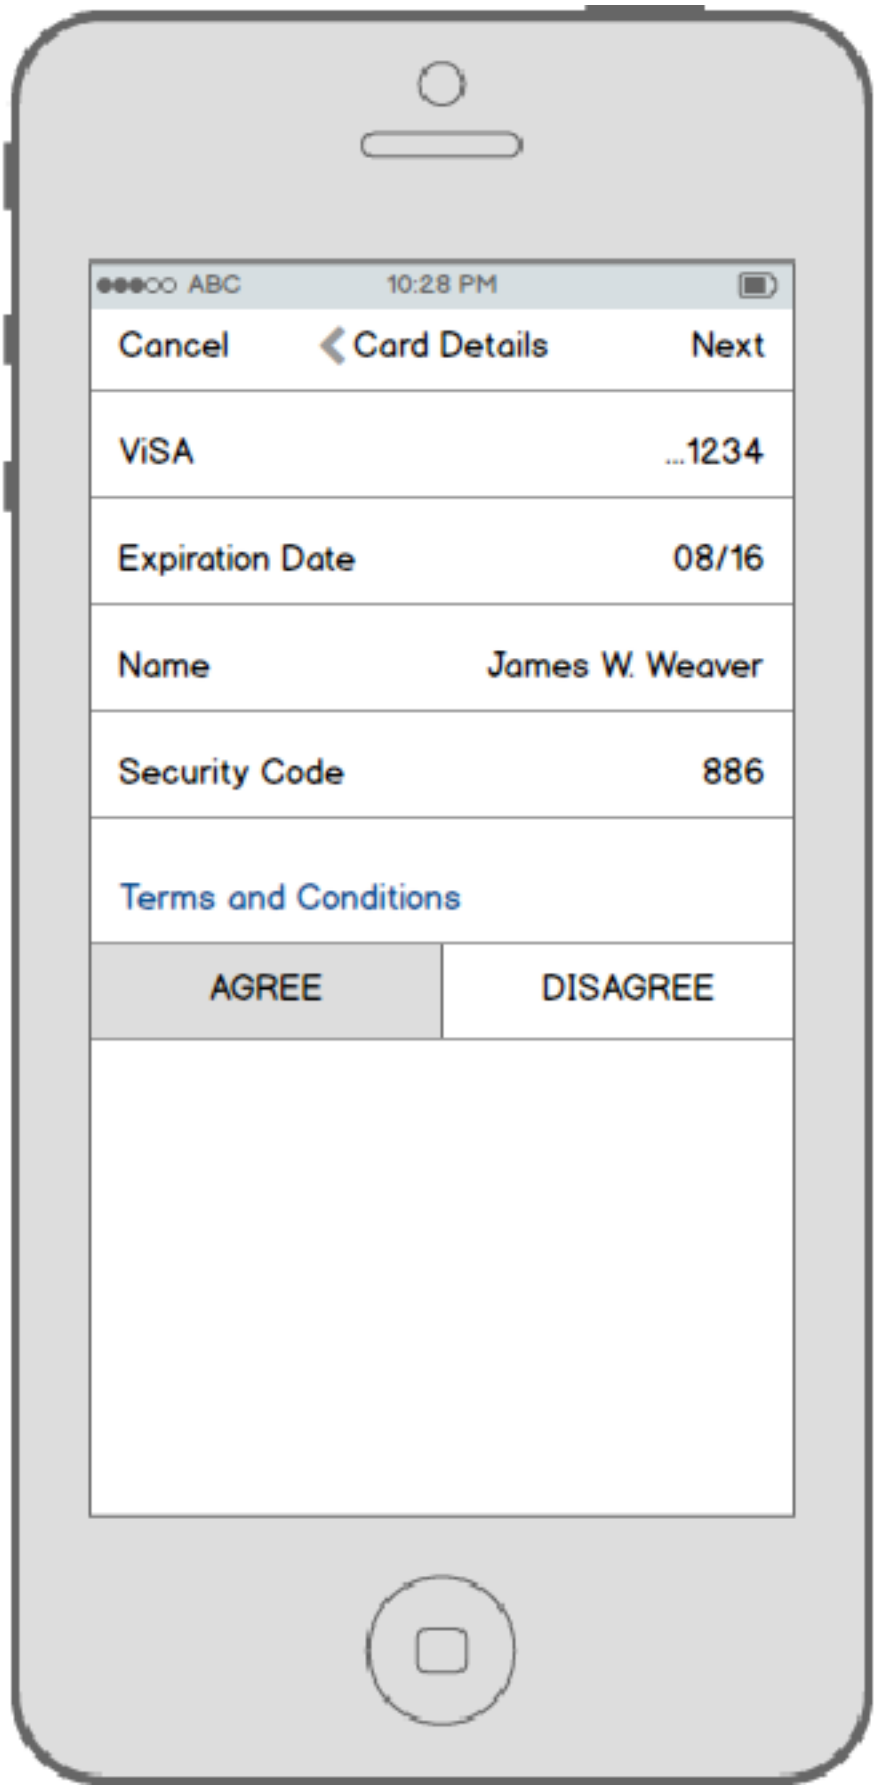 ABC 10:28 PM
Cancel Card Details Next
ViSA ...1234
Expiration Date 08/16
Name James W. Weaver
Security Code 886
Terms and Conditions
AGREE DISAGREE